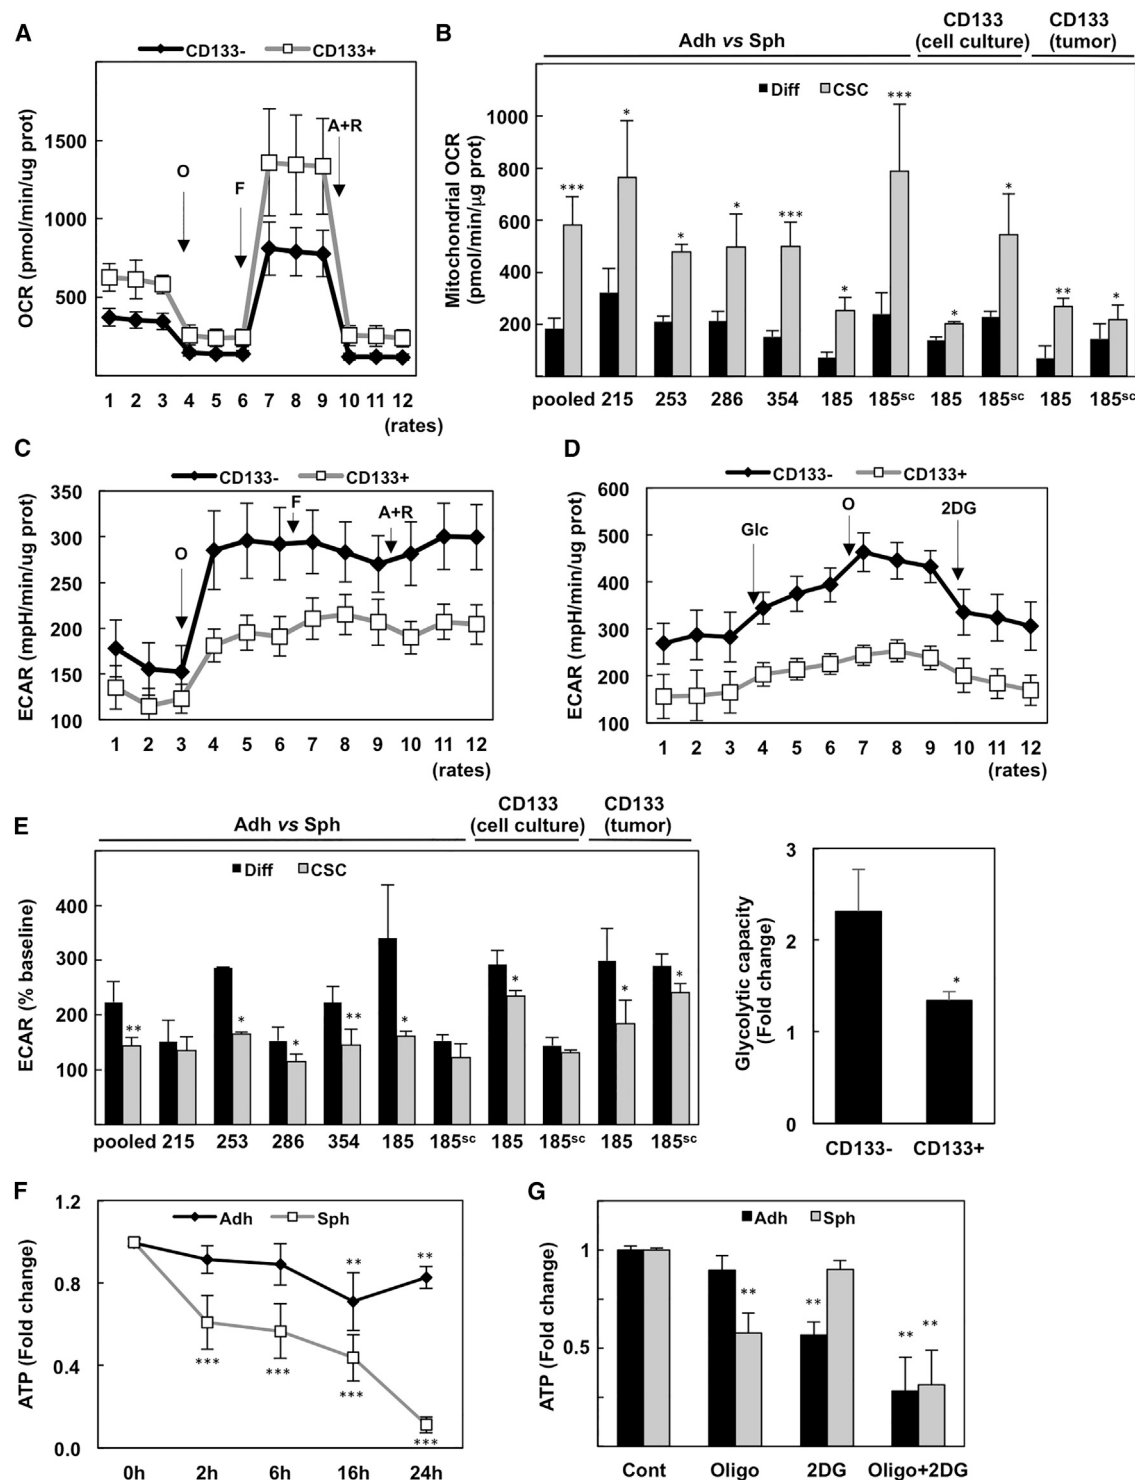 A
CD133- CD133+
OCR (pmol/min/ug prot)
1500
1000
500
O
F
A+R
1 2 3 4 5 6 7 8 9 10 11 12
(rates)
B
Adh vs Sph
CD133
(cell culture)
CD133
(tumor)
Diff CSC
Mitochondrial OCR
(pmol/min/µg prot)
1000
800
600
400
200
*** * * * *** * *** * * ** *
pooled 215 253 286 354 185 185sc 185 185sc 185 185sc
C
CD133- CD133+
ECAR (mpH/min/ug prot)
350
300
250
200
150
100
O
F
A+R
1 2 3 4 5 6 7 8 9 10 11 12
(rates)
D
CD133- CD133+
ECAR (mpH/min/ug prot)
600
500
400
300
200
100
Glc
O
2DG
1 2 3 4 5 6 7 8 9 10 11 12
(rates)
E
Adh vs Sph
CD133
(cell culture)
CD133
(tumor)
Diff CSC
ECAR (% baseline)
400
300
200
100
** * * ** * * * *
pooled 215 253 286 354 185 185sc 185 185sc 185 185sc
Glycolytic capacity
(Fold change)
3
2
1
0
*
CD133- CD133+
F
Adh Sph
ATP (Fold change)
1.2
0.8
0.4
0.0
** **
*** *** *** ***
0h 2h 6h 16h 24h
G
Adh Sph
ATP (Fold change)
1
0.5
** ** ** **
Cont Oligo 2DG Oligo+2DG